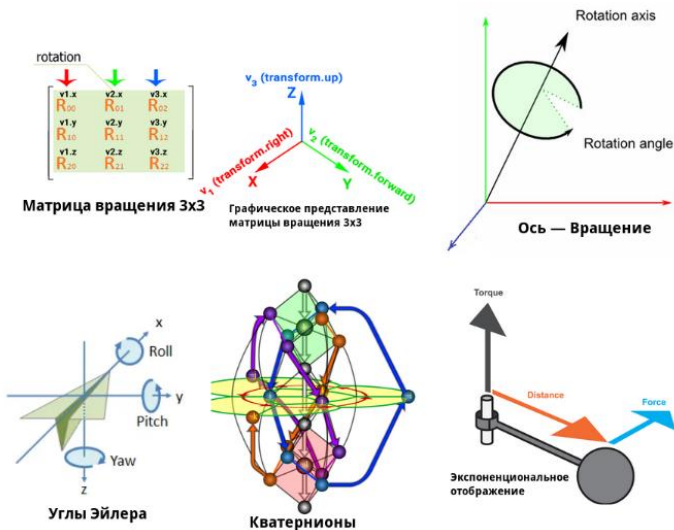 rotation
v1.x v2.x v3.x
R00 R01 R02
v1.y v2.y v3.y
R10 R11 R12
v1.z v2.z v3.z
R20 R21 R22
Матрица вращения 3х3
v3 (transform.up)
Z
v1 (transform.right)
X
v2 (transform.forward)
Y
Графическое представление
матрицы вращения 3х3
Rotation axis
Rotation angle
Ось — Вращение
x
Roll
y
Pitch
Yaw
z
Углы Эйлера
Кватернионы
Torque
Distance
Force
Экспоненциональное
отображение